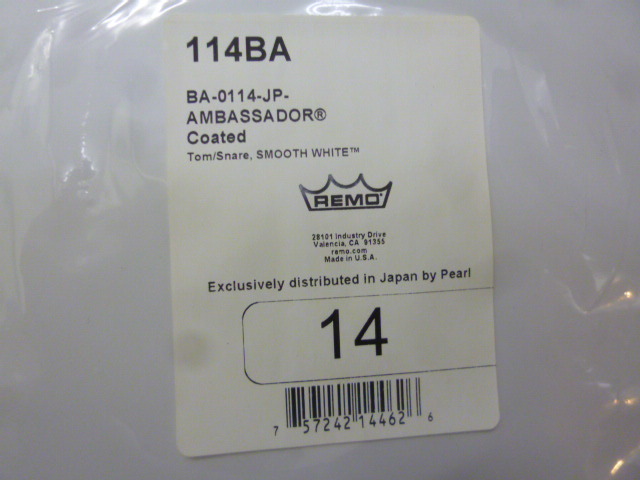 114BA
BA-0114-JP-
AMBASSADOR®
Coated
Tom/Snare, SMOOTH WHITE™
REMO
28101 Industry Drive
Valencia, CA 91355
remo.com
Made in U.S.A.
Exclusively distributed in Japan by Pearl
14
7 57242 14462 6